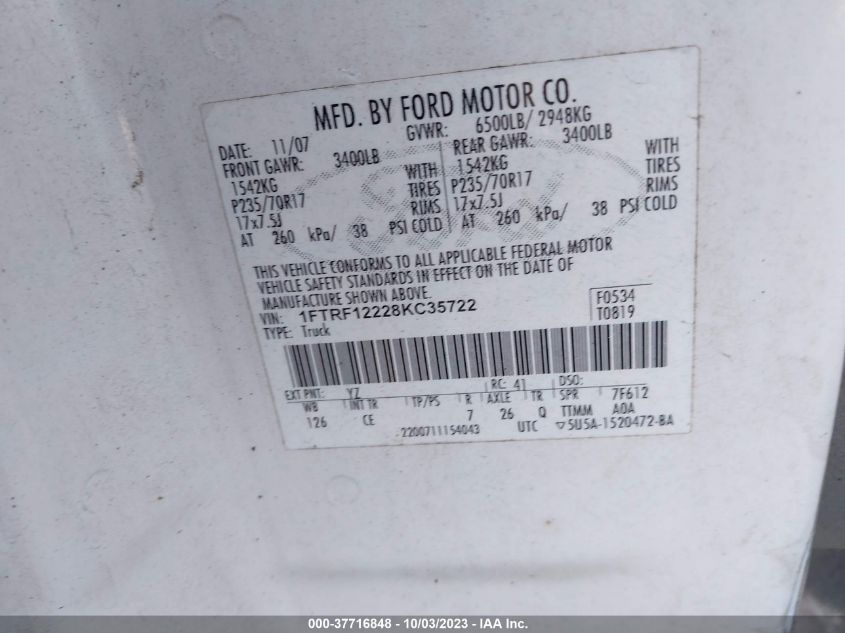 MFD. BY FORD MOTOR CO.
DATE: 11/07 GVWR: 6500LB/ 2948KG
FRONT GAWR: 3400LB REAR GAWR: 3400LB
1542KG WITH 1542KG WITH
P235/70R17 TIRES P235/70R17 TIRES
17x7.5J RIMS 17x7.5J RIMS
AT 260 kPa/ 38 PSI COLD AT 260 kPa/ 38 PSI COLD
THIS VEHICLE CONFORMS TO ALL APPLICABLE FEDERAL MOTOR
VEHICLE SAFETY STANDARDS IN EFFECT ON THE DATE OF
MANUFACTURE SHOWN ABOVE.
VIN: 1FTRF12228KC35722 F0534
TYPE: Truck T0819
EXT PNT: YZ RC: 41 DSO:
WB INT TR TP/PS R AXLE TR SPR 7F612
126 CE 7 26 Q TTMM AOA
2200711154043 UTC ▽5U5A-1520472-BA
000-37716848 - 10/03/2023 - IAA Inc.